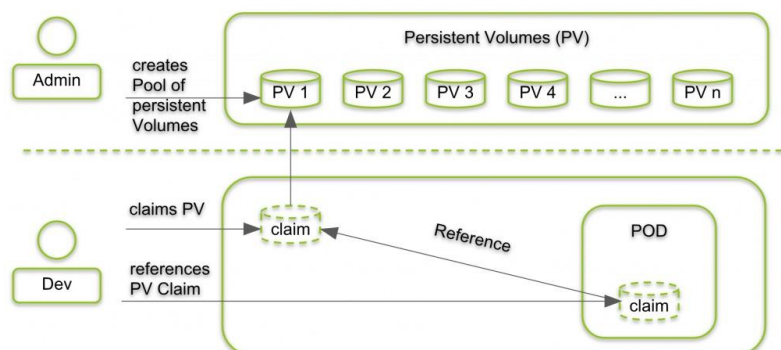 Persistent Volumes (PV)
Admin
creates
Pool of
persistent
Volumes
PV 1
PV 2
PV 3
PV 4
...
PV n
claims PV
claim
Reference
POD
Dev
references
PV Claim
claim